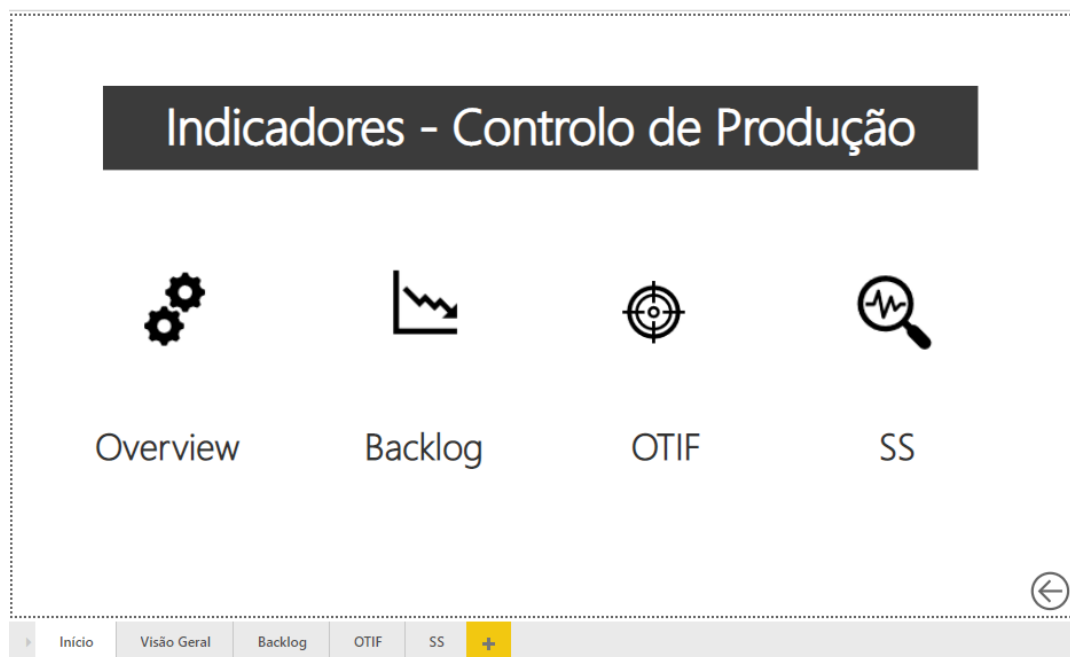 Indicadores - Controlo de Produção
Overview Backlog OTIF SS
Início Visão Geral Backlog OTIF SS +